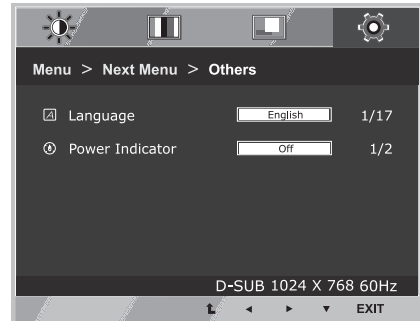 Menu > Next Menu > Others
Language English 1/17
Power Indicator Off 1/2
D-SUB 1024 X 768 60Hz
EXIT